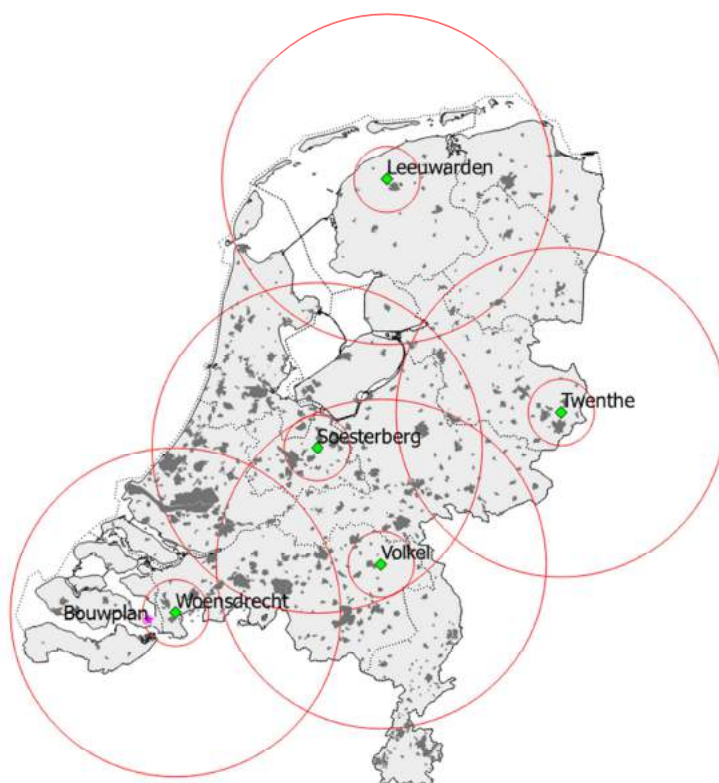 Leeuwarden
Twenthe
Soesterberg
Volkel
Woensdrecht
Bouwplan